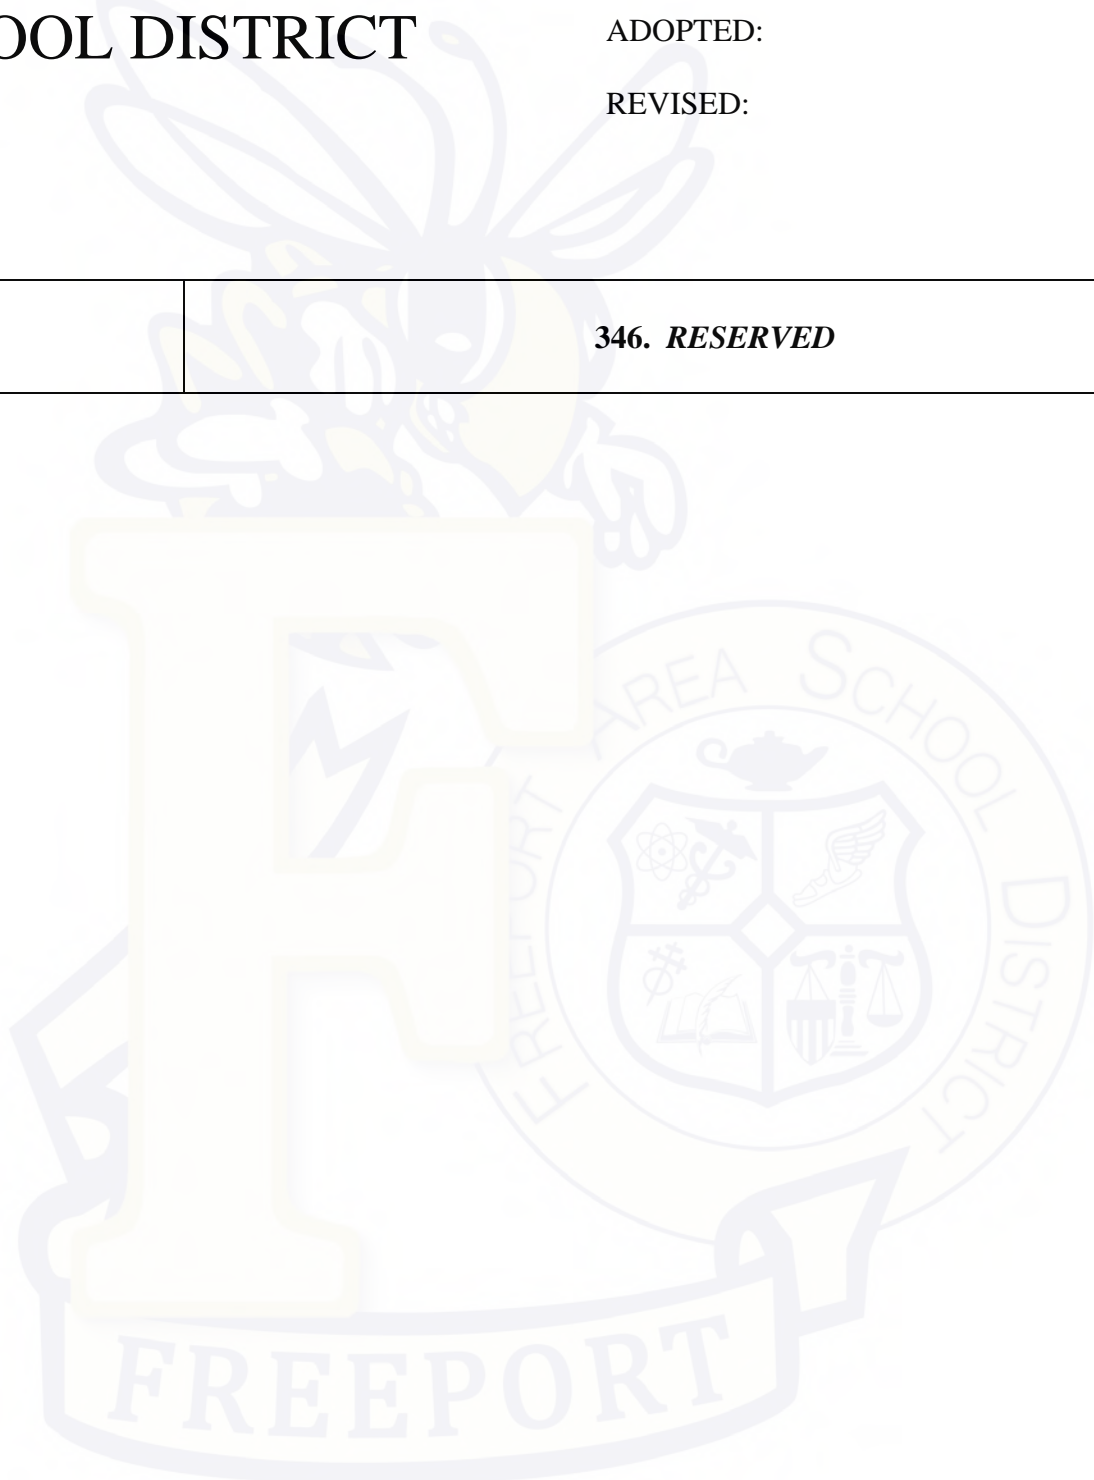 OOL DISTRICT
ADOPTED:
REVISED:
346. RESERVED
FREEPORT AREA SCHOOL DISTRICT
FREEPORT